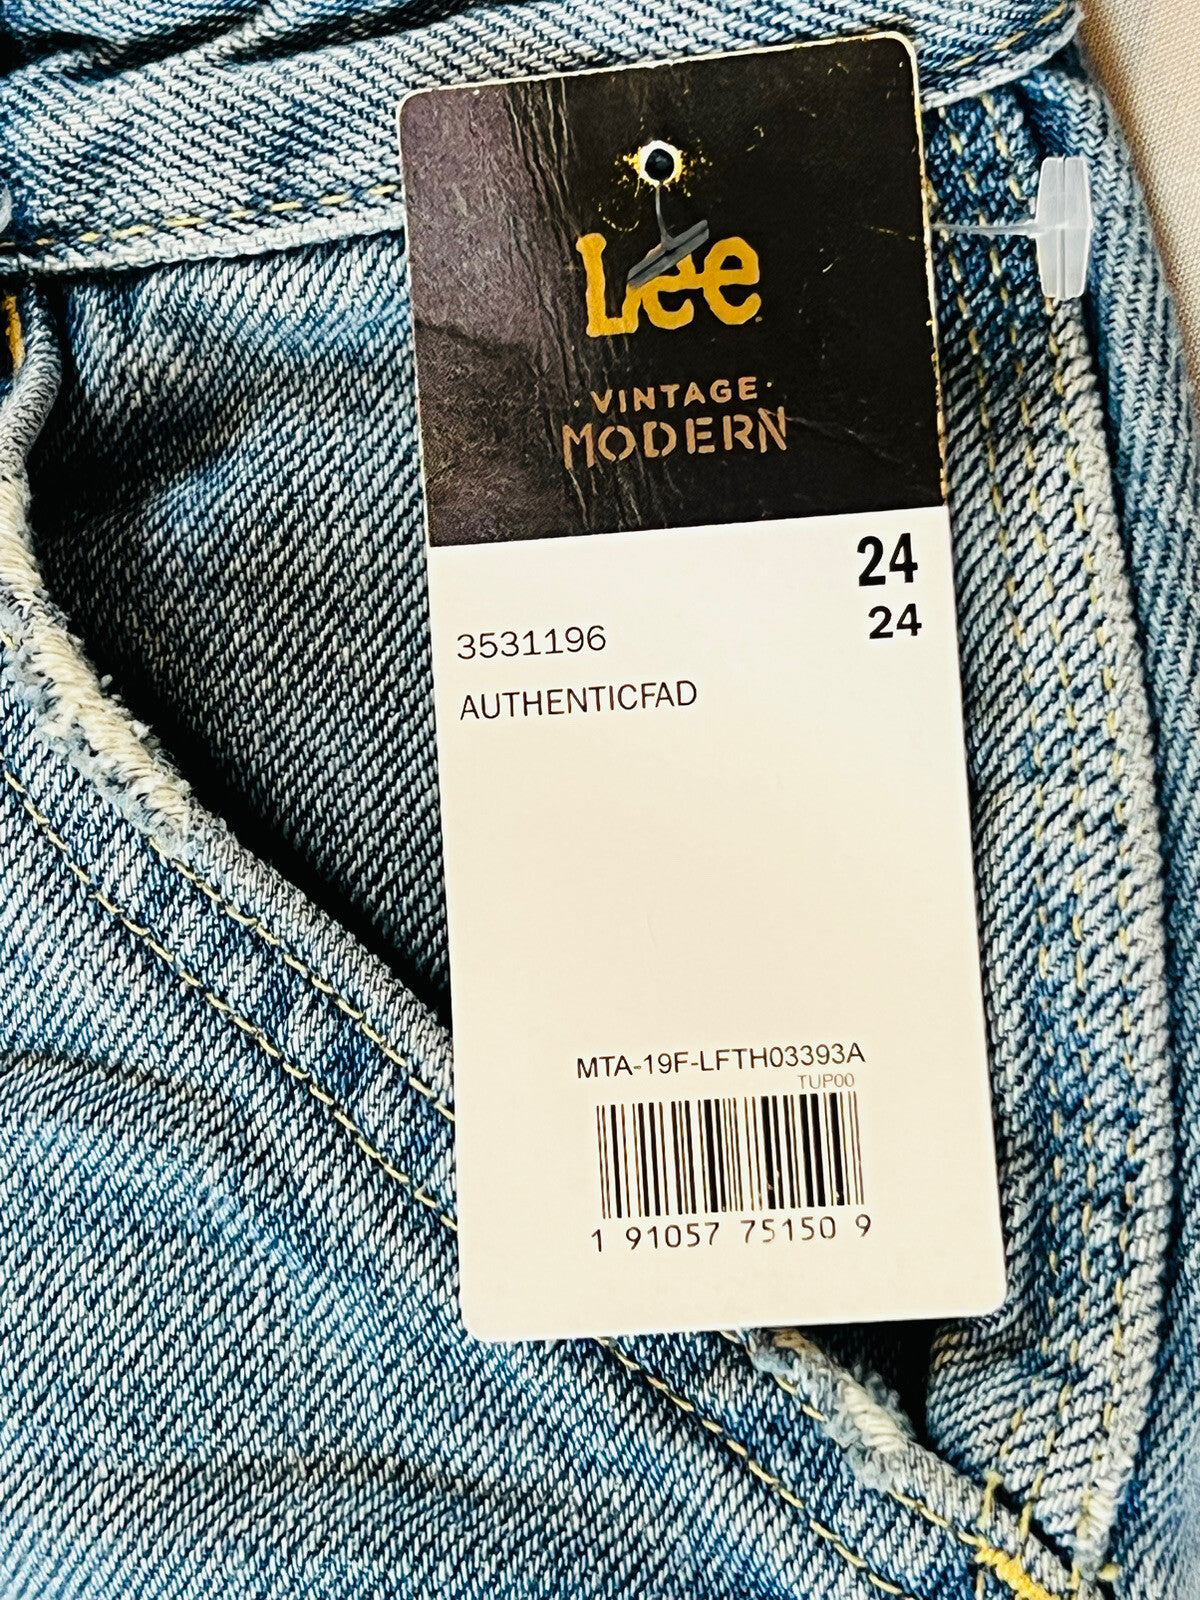 Lee
· VINTAGE ·
MODERN
24
24
3531196
AUTHENTICFAD
MTA-19F-LFTH03393A
TUP00
1 91057 75150 9